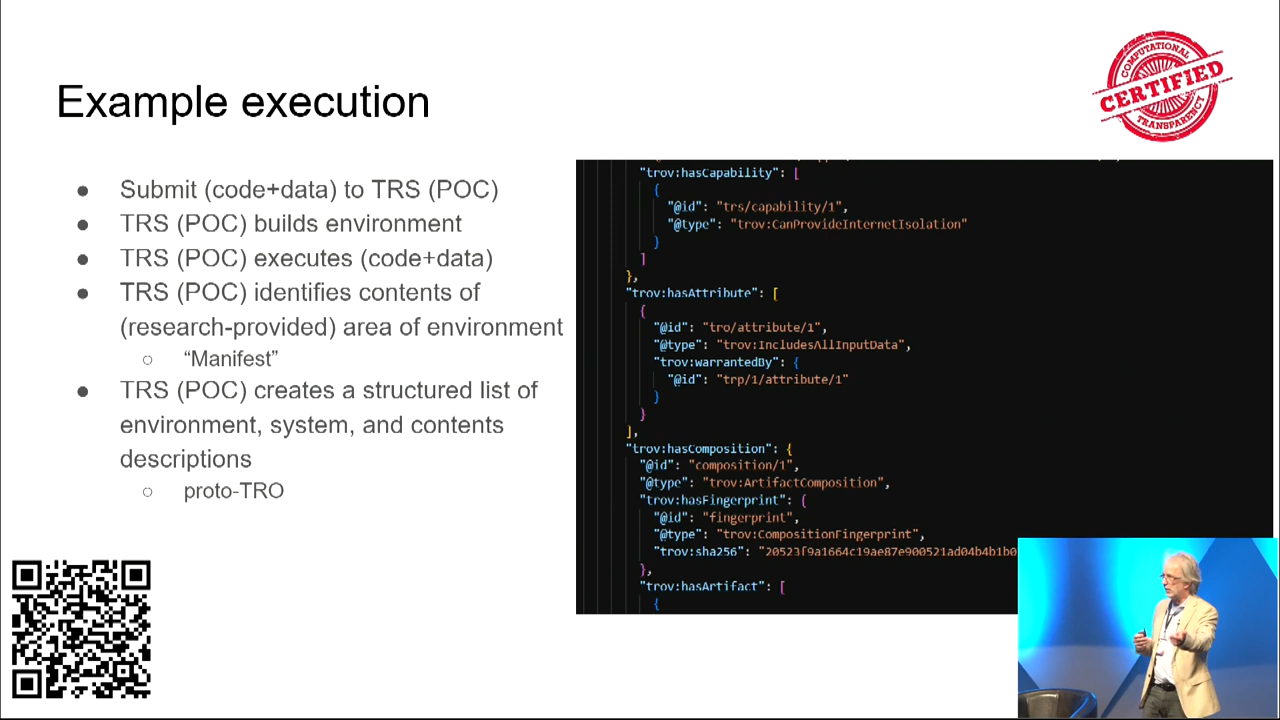 COMPUTATIONAL
CERTIFIED
TRANSPARENCY
Example execution
● Submit (code+data) to TRS (POC)
● TRS (POC) builds environment
● TRS (POC) executes (code+data)
● TRS (POC) identifies contents of
(research-provided) area of environment
○ “Manifest”
● TRS (POC) creates a structured list of
environment, system, and contents
descriptions
○ proto-TRO
"trov:hasCapability": [
{
"@id": "trs/capability/1",
"@type": "trov:CanProvideInternetIsolation"
}
]
},
"trov:hasAttribute": [
{
"@id": "tro/attribute/1",
"@type": "trov:IncludesAllInputData",
"trov:warrantedBy": {
"@id": "trp/1/attribute/1"
}
}
],
"trov:hasComposition": {
"@id": "composition/1",
"@type": "trov:ArtifactComposition",
"trov:hasFingerprint": {
"@id": "fingerprint",
"@type": "trov:CompositionFingerprint",
"trov:sha256": "20523f9a1664c19ae87e900521ad04b4b1b0
},
"trov:hasArtifact": [
{